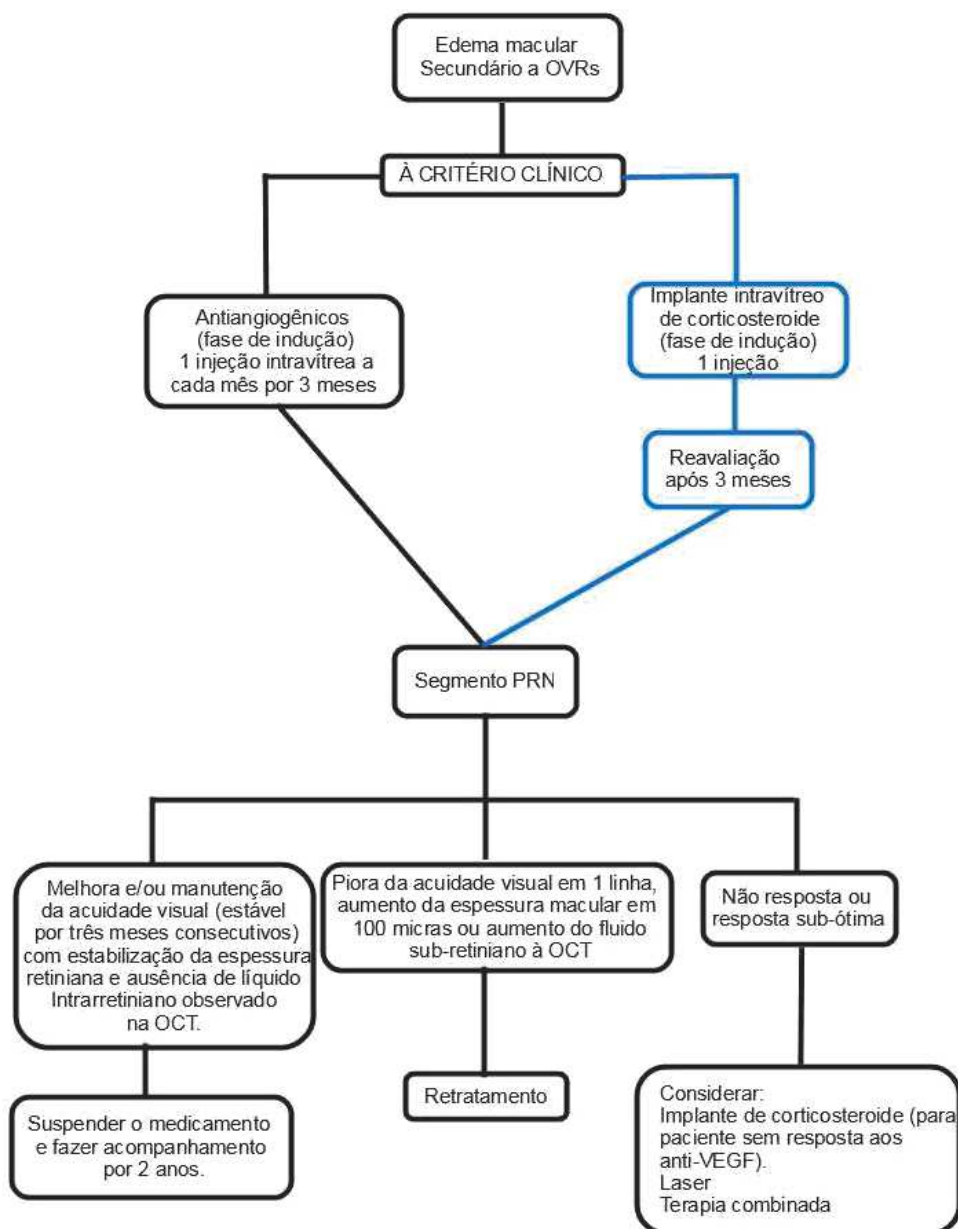 Edema macular
Secundário a OVRs
À CRITÉRIO CLÍNICO
Antiangiogênicos
(fase de indução)
1 injeção intravítrea a
cada mês por 3 meses
Implante intravítreo
de corticosteroide
(fase de indução)
1 injeção
Reavaliação
após 3 meses
Segmento PRN
Melhora e/ou manutenção
da acuidade visual (estável
por três meses consecutivos)
com estabilização da espessura
retiniana e ausência de líquido
Intrarretiniano observado
na OCT.
Piora da acuidade visual em 1 linha,
aumento da espessura macular em
100 micras ou aumento do fluido
sub-retiniano à OCT
Não resposta ou
resposta sub-ótima
Suspender o medicamento
e fazer acompanhamento
por 2 anos.
Retratamento
Considerar:
Implante de corticosteroide (para
paciente sem resposta aos
anti-VEGF).
Laser
Terapia combinada